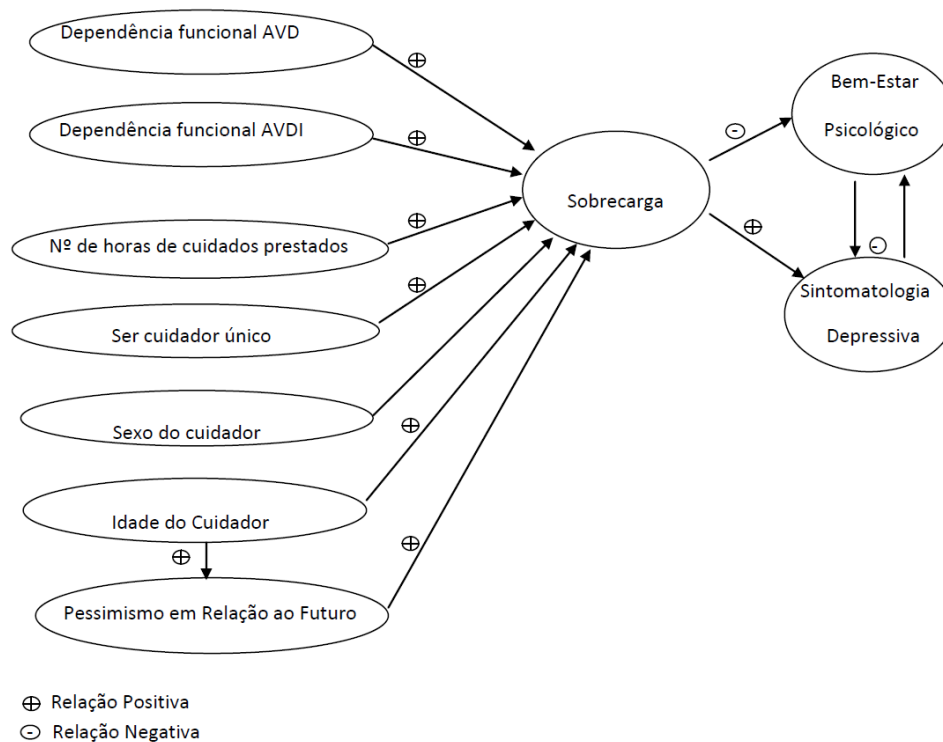 Dependência funcional AVD
Dependência funcional AVDI
Nº de horas de cuidados prestados
Ser cuidador único
Sexo do cuidador
Idade do Cuidador
Pessimismo em Relação ao Futuro
Sobrecarga
Bem-Estar
Psicológico
Sintomatologia
Depressiva
Relação Positiva
Relação Negativa